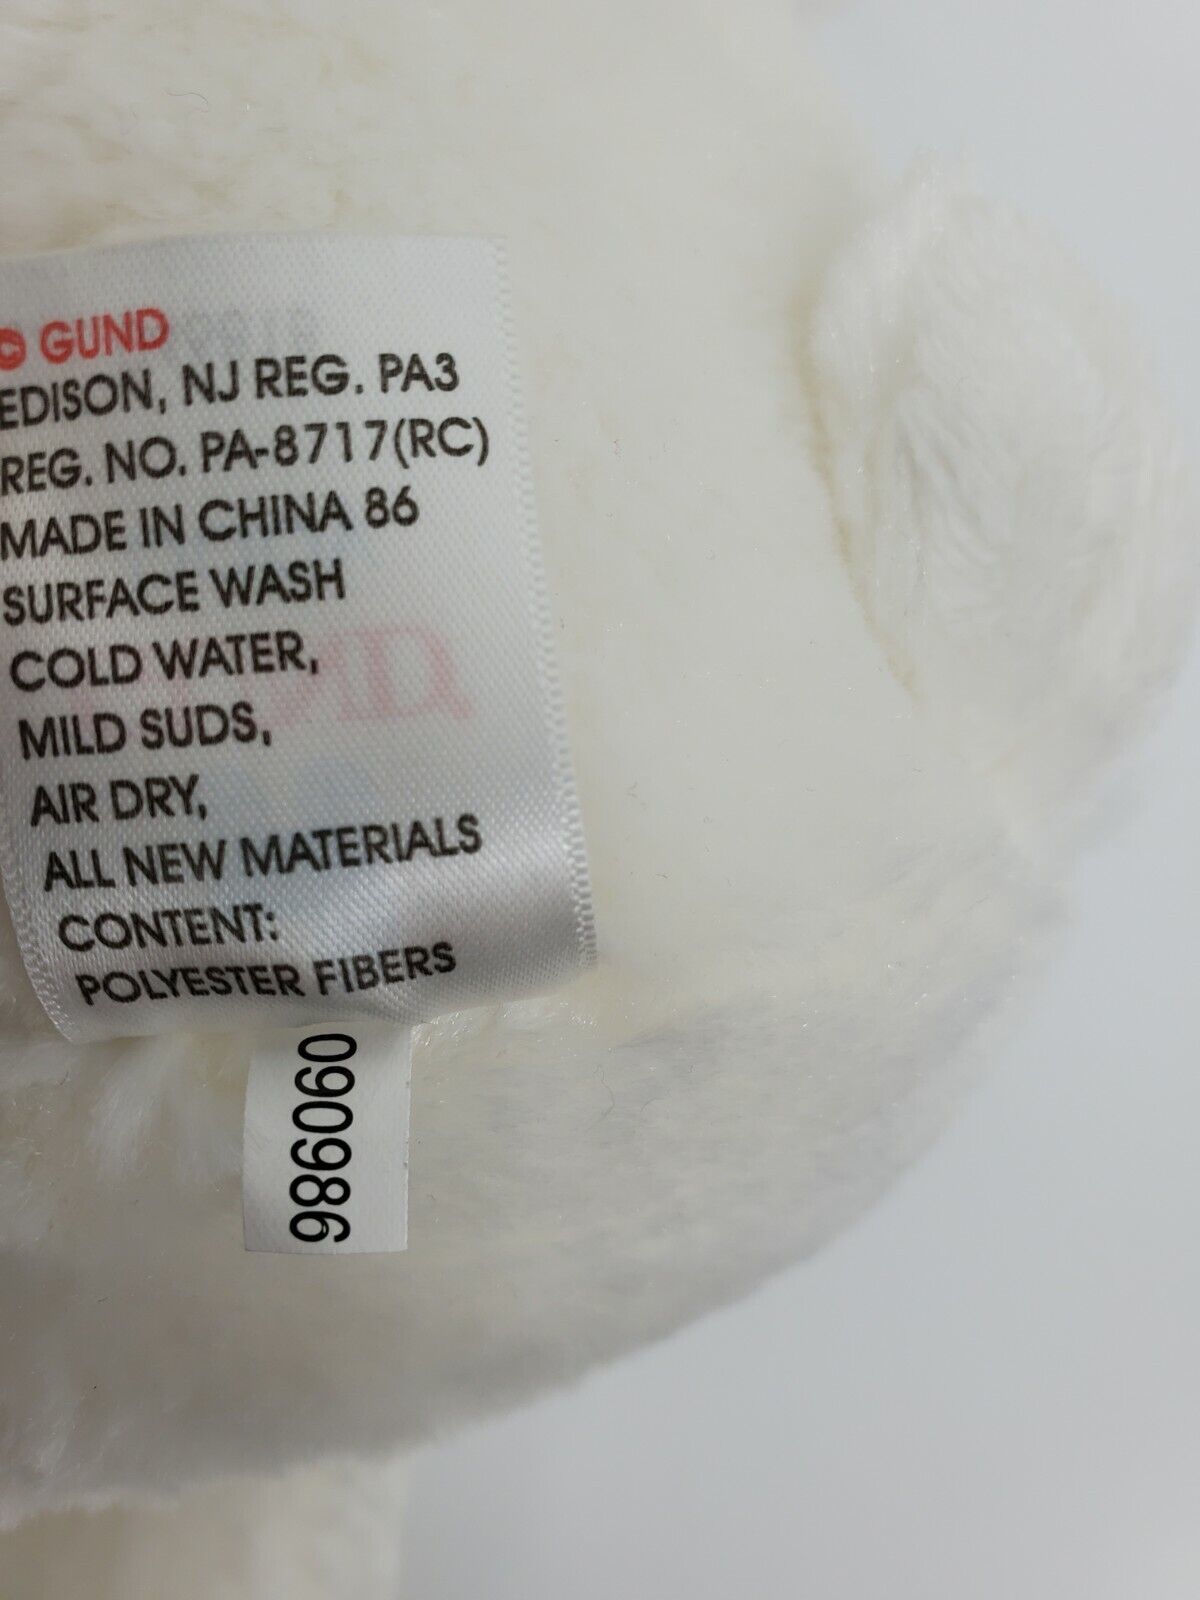 © GUND
EDISON, NJ REG. PA3
REG. NO. PA-8717(RC)
MADE IN CHINA 86
SURFACE WASH
COLD WATER,
MILD SUDS,
AIR DRY,
ALL NEW MATERIALS
CONTENT:
POLYESTER FIBERS
986060